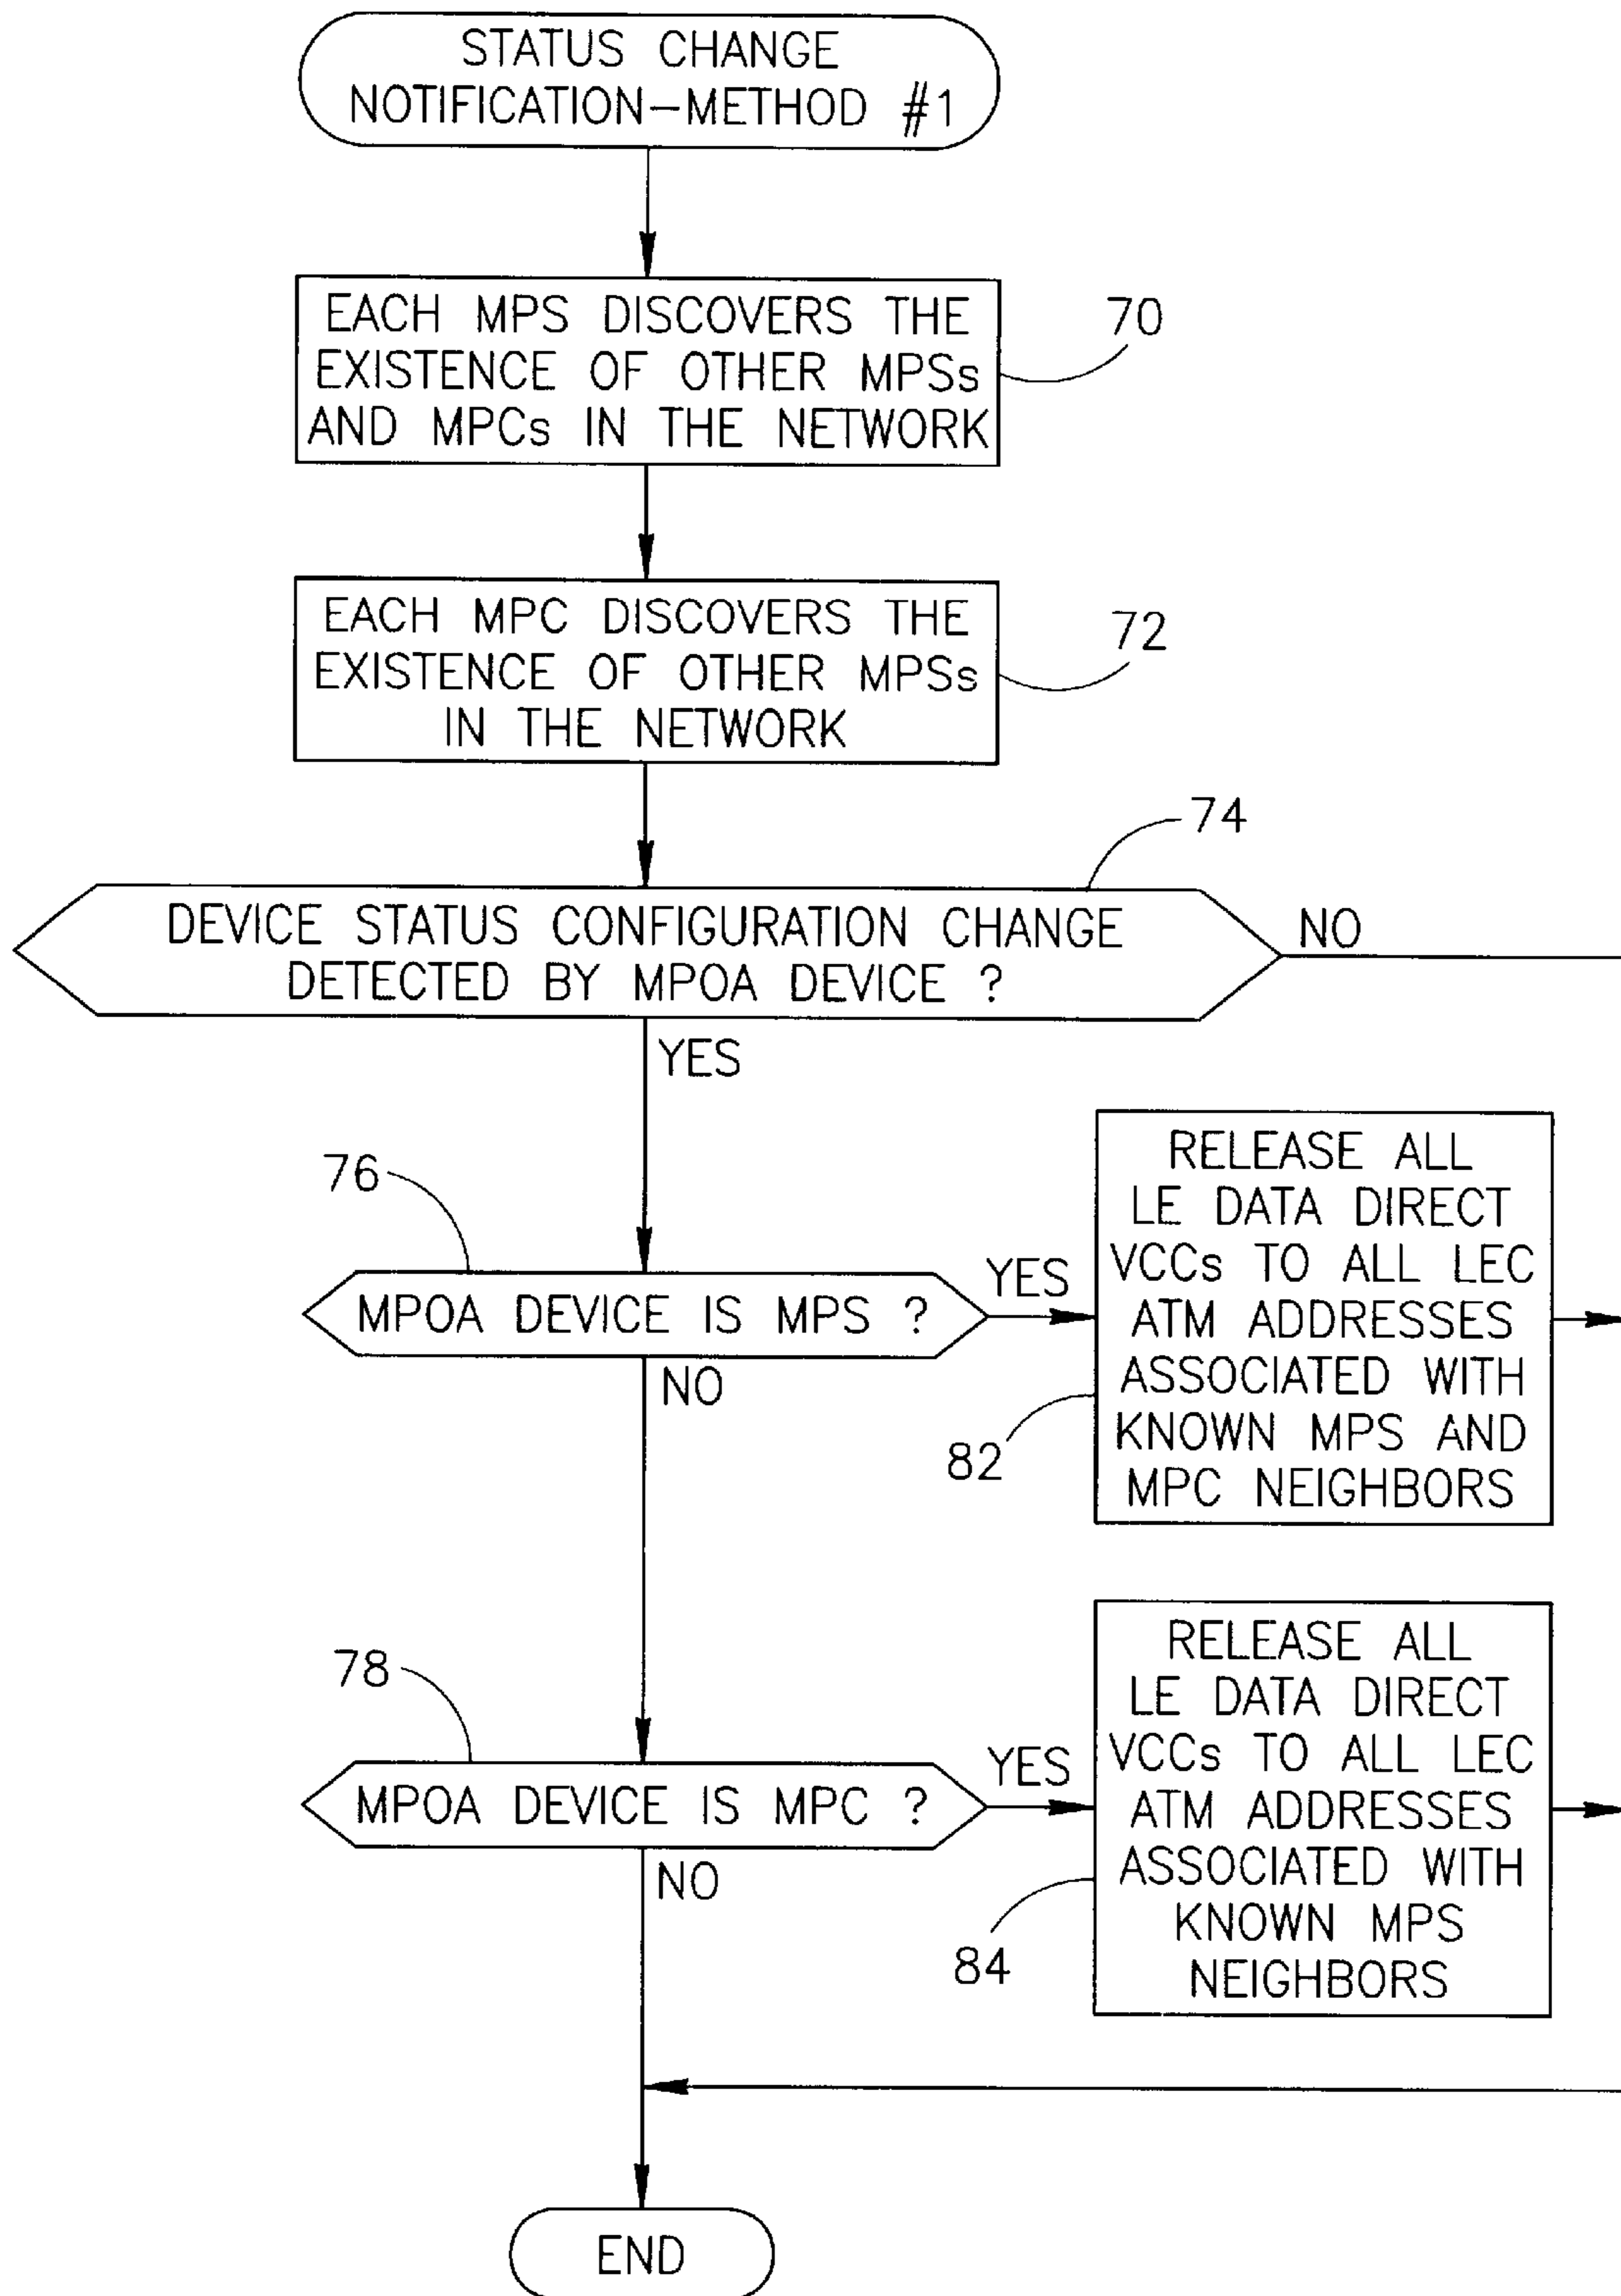 STATUS CHANGE
NOTIFICATION-METHOD #1
EACH MPS DISCOVERS THE
EXISTENCE OF OTHER MPSs
AND MPCs IN THE NETWORK
70
EACH MPC DISCOVERS THE
EXISTENCE OF OTHER MPSs
IN THE NETWORK
72
74
DEVICE STATUS CONFIGURATION CHANGE
DETECTED BY MPOA DEVICE ?
NO
YES
76
MPOA DEVICE IS MPS ?
YES
NO
RELEASE ALL
LE DATA DIRECT
VCCs TO ALL LEC
ATM ADDRESSES
ASSOCIATED WITH
KNOWN MPS AND
MPC NEIGHBORS
82
78
MPOA DEVICE IS MPC ?
YES
NO
RELEASE ALL
LE DATA DIRECT
VCCs TO ALL LEC
ATM ADDRESSES
ASSOCIATED WITH
KNOWN MPS
NEIGHBORS
84
END